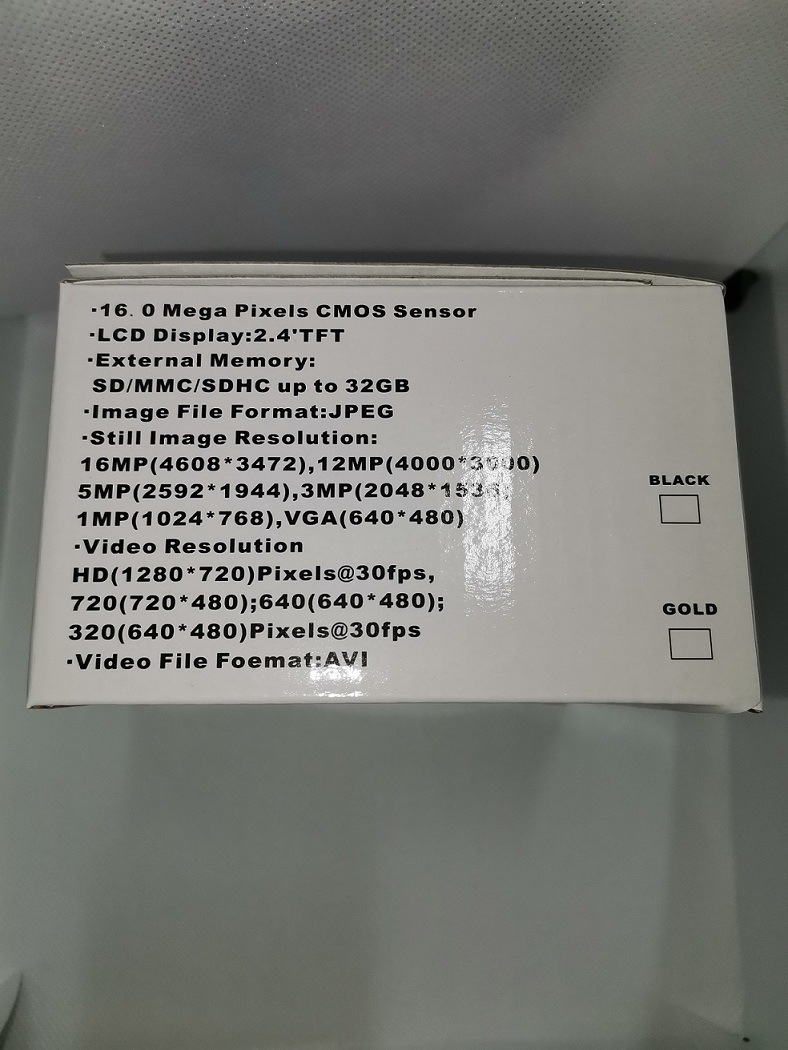 ·16. 0 Mega Pixels CMOS Sensor
·LCD Display:2.4'TFT
·External Memory:
SD/MMC/SDHC up to 32GB
·Image File Format:JPEG
·Still Image Resolution:
16MP(4608*3472),12MP(4000*3000)
5MP(2592*1944),3MP(2048*1536)
1MP(1024*768),VGA(640*480)
·Video Resolution
HD(1280*720)Pixels@30fps,
720(720*480);640(640*480);
320(640*480)Pixels@30fps
·Video File Foemat:AVI
BLACK
GOLD